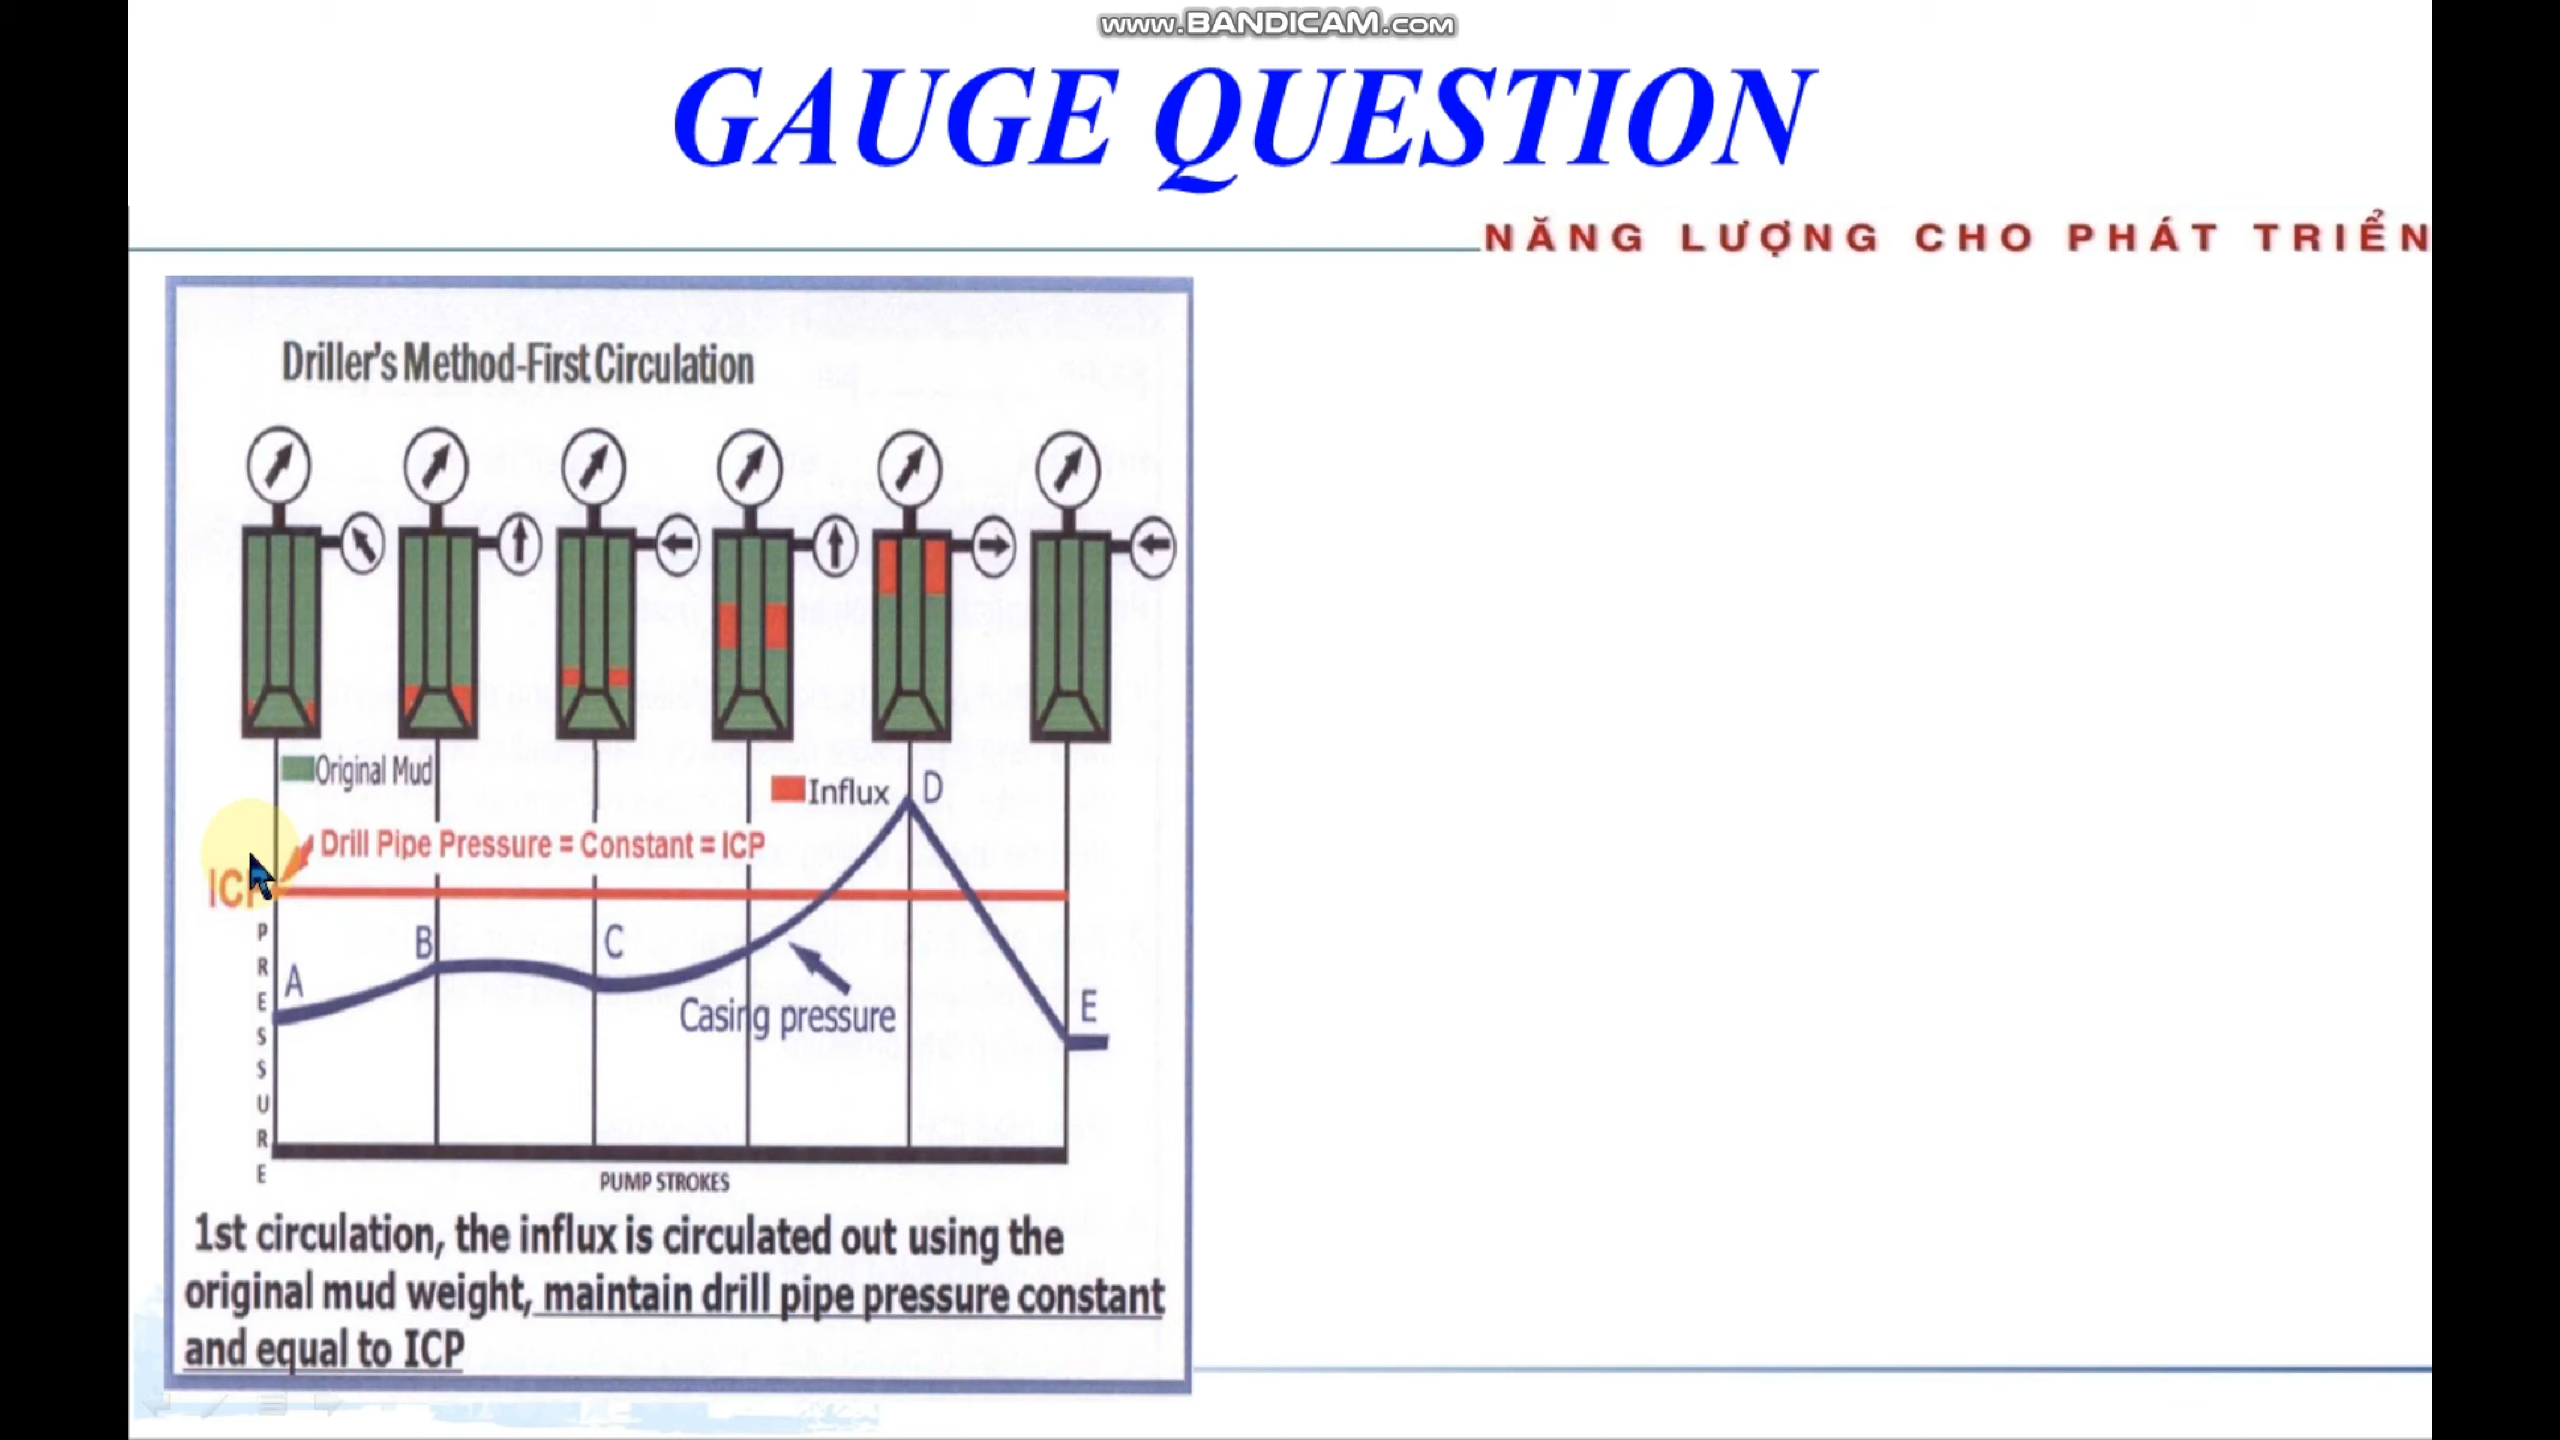 www.BANDICAM.com
GAUGE QUESTION
NĂNG LƯỢNG CHO PHÁT TRIỂN
Driller's Method-First Circulation
Original Mud
Influx
D
Drill Pipe Pressure = Constant = ICP
ICP
B
C
A
Casing pressure
E
PRESSURE
PUMP STROKES
1st circulation, the influx is circulated out using the
original mud weight, maintain drill pipe pressure constant
and equal to ICP